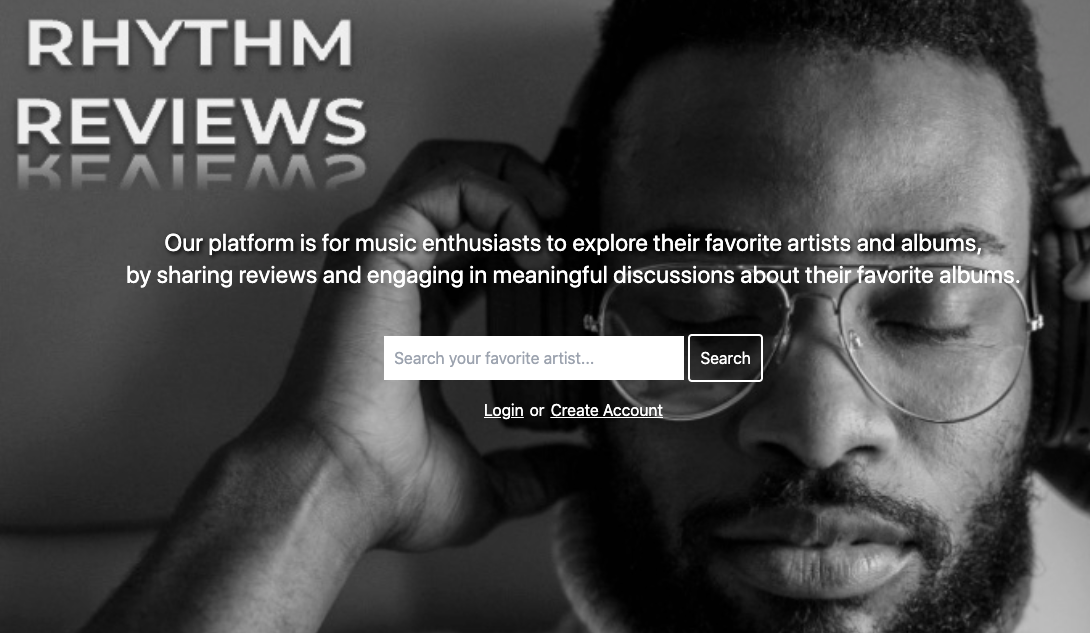 RHYTHM
REVIEWS
Our platform is for music enthusiasts to explore their favorite artists and albums,
by sharing reviews and engaging in meaningful discussions about their favorite albums.
Search your favorite artist... Search
Login or Create Account